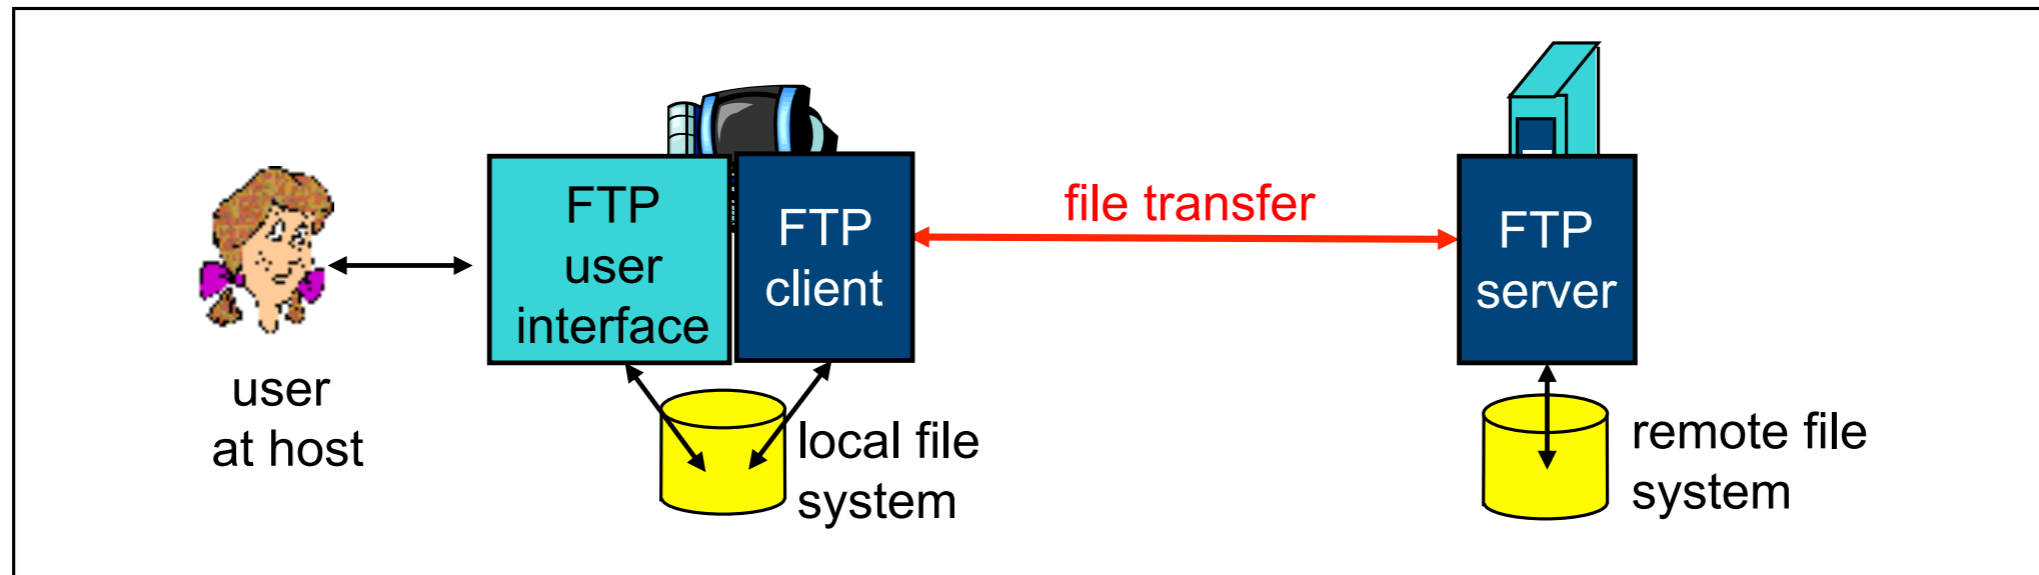 user
at host
FTP
user
interface
FTP
client
local file
system
file transfer
FTP
server
remote file
system